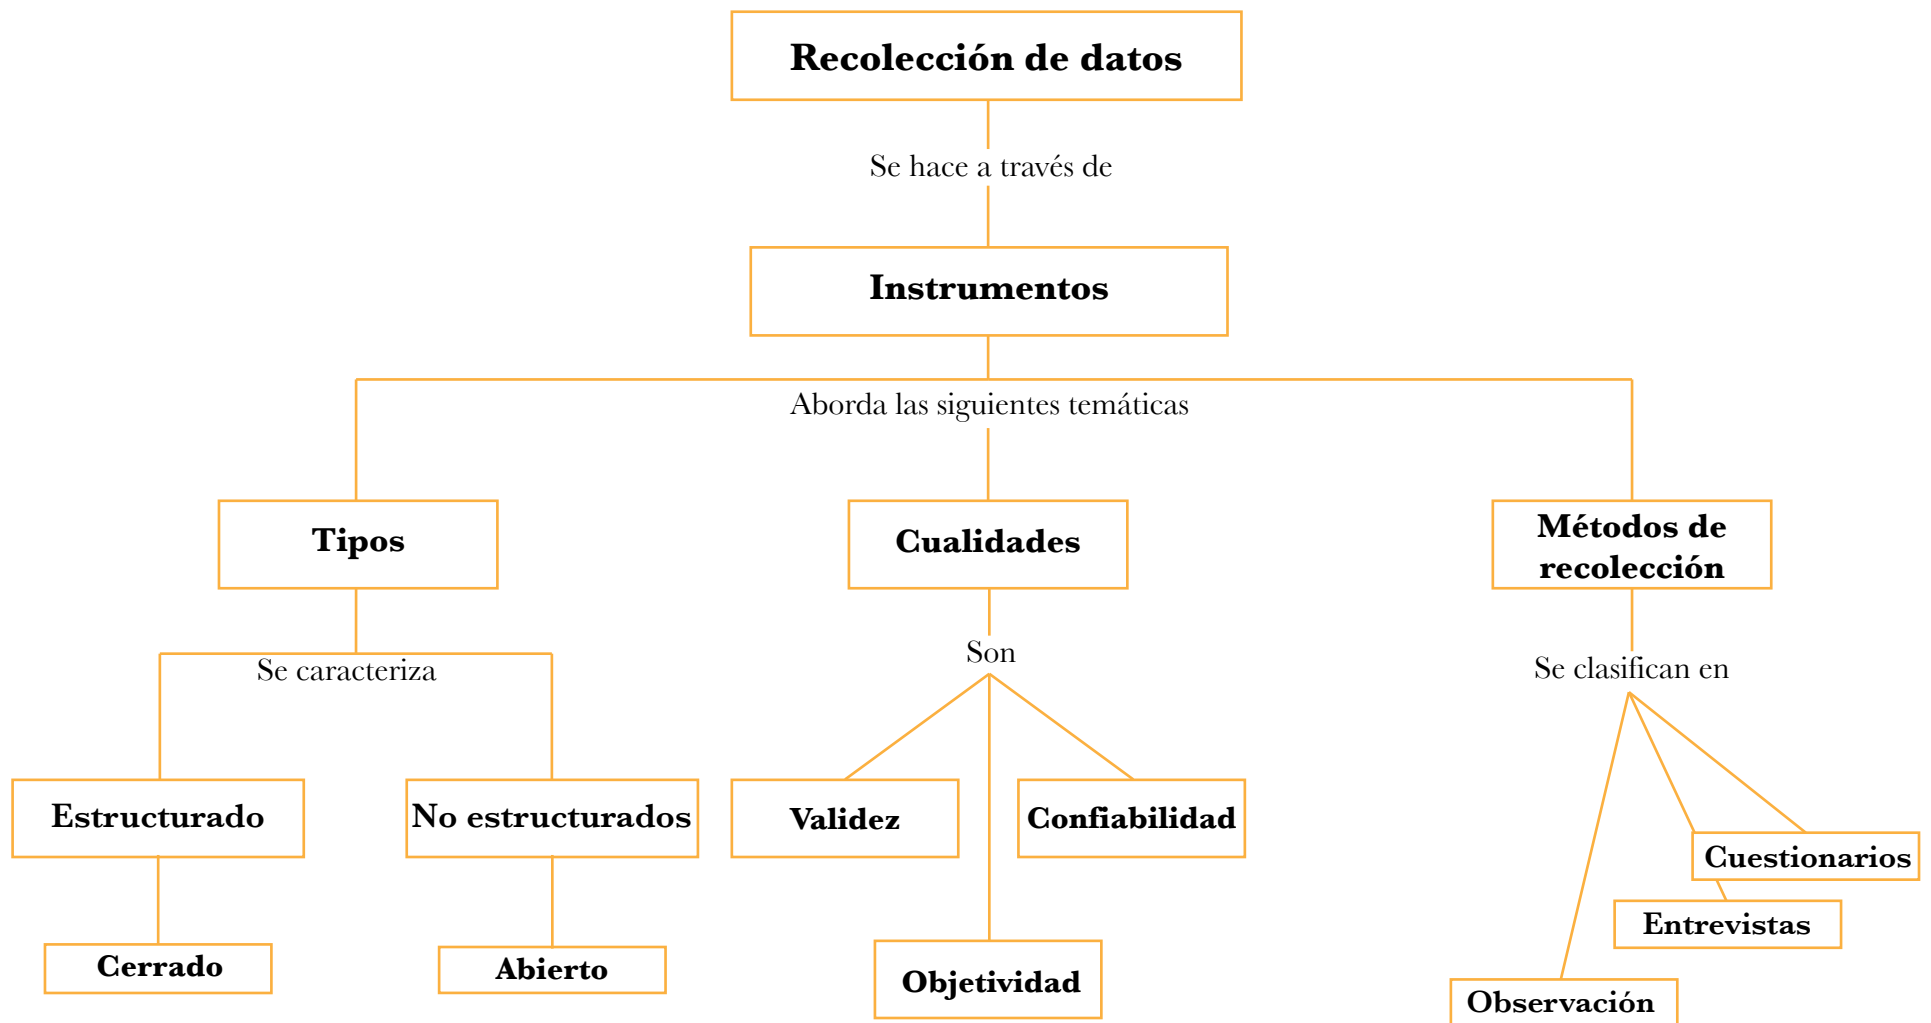 Recolección de datos
Se hace a través de
Instrumentos
Aborda las siguientes temáticas
Tipos
Cualidades
Métodos de
recolección
Se caracteriza
Son
Se clasifican en
Estructurado
No estructurados
Validez
Confiabilidad
Cuestionarios
Entrevistas
Cerrado
Abierto
Objetividad
Observación